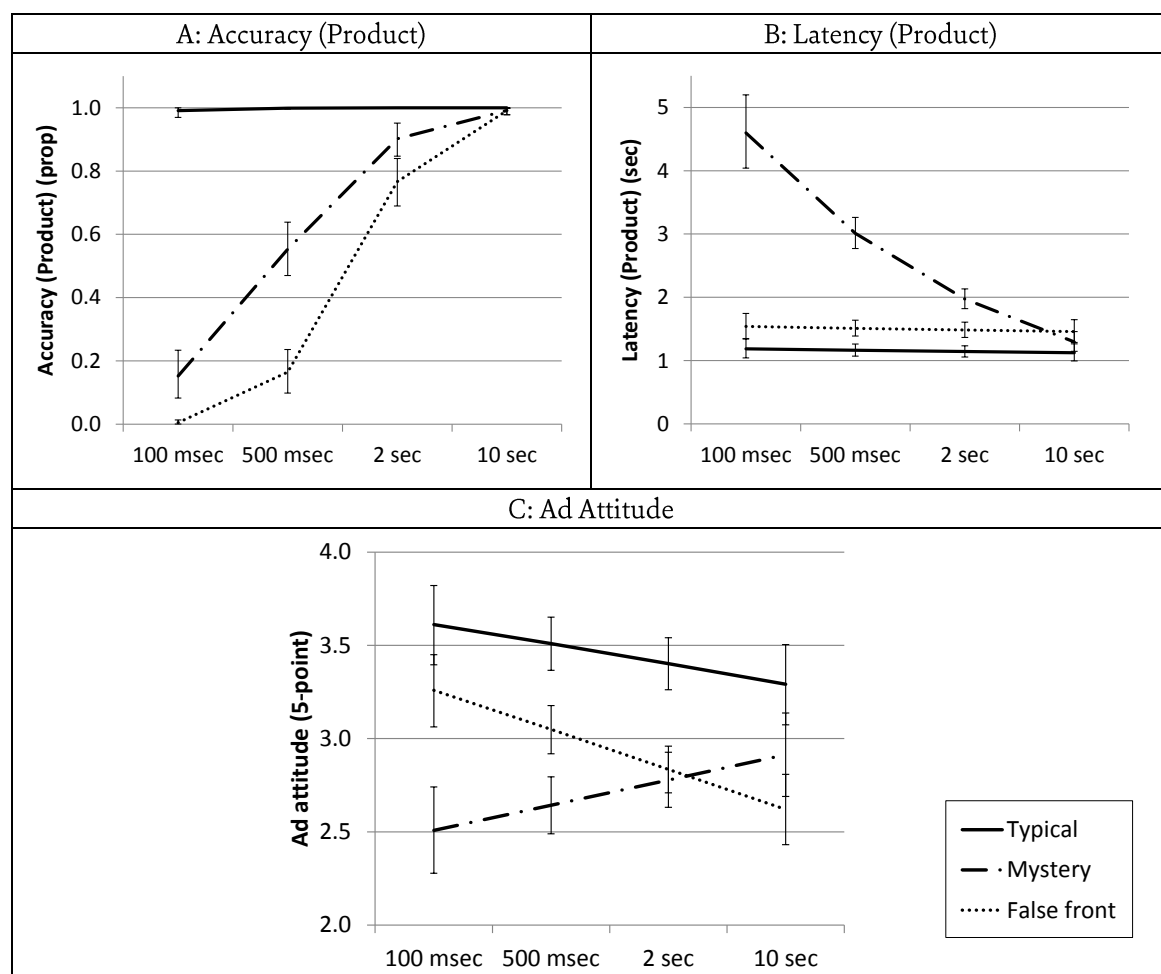 A: Accuracy (Product)
B: Latency (Product)
Accuracy (Product) (prop)
1.0
0.8
0.6
0.4
0.2
0.0
100 msec 500 msec 2 sec 10 sec
Latency (Product) (sec)
5
4
3
2
1
0
100 msec 500 msec 2 sec 10 sec
C: Ad Attitude
Ad attitude (5-point)
4.0
3.5
3.0
2.5
2.0
100 msec 500 msec 2 sec 10 sec
Typical
Mystery
False front